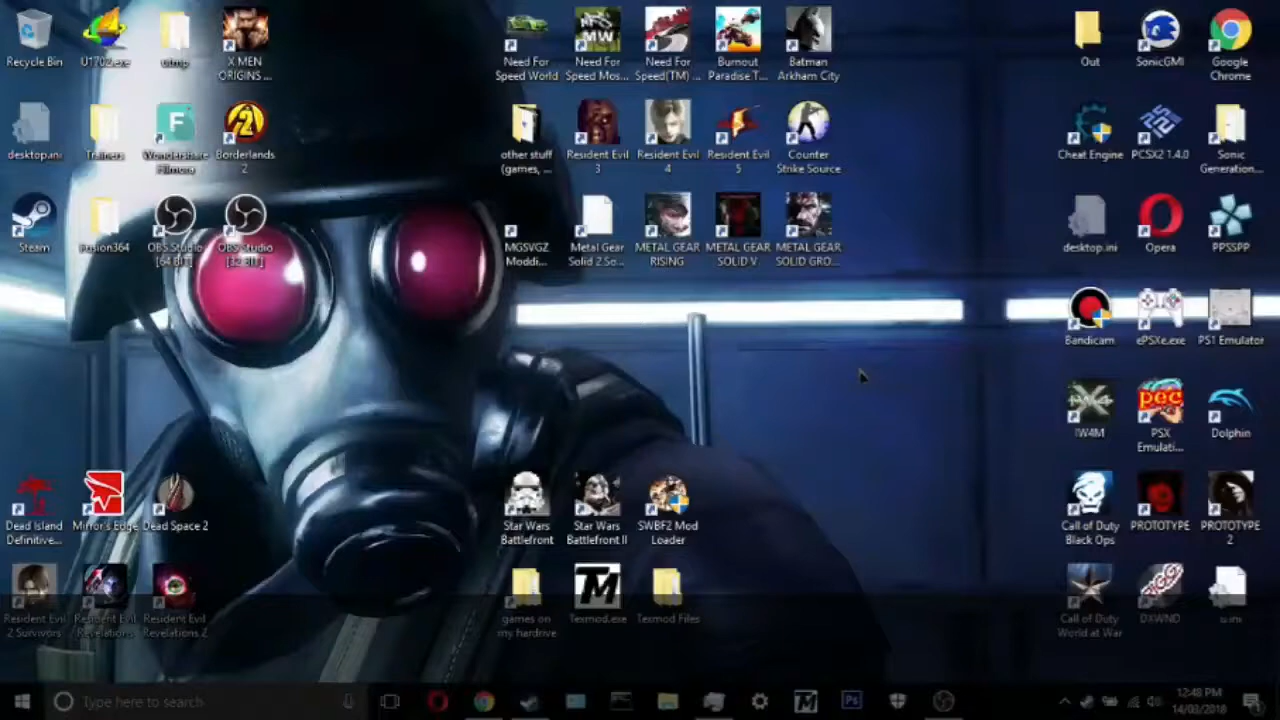 Recycle Bin
U1702.exe
utmp
X MEN
ORIGINS ...
Need For
Speed World
Need For
Speed Mos...
Need For
Speed(TM) ...
Burnout
Paradise T...
Batman
Arkham City
Out
SonicGMI
Google
Chrome
desktop.ini
Trainers
Wondershare
Filmora
Borderlands
2
other stuff
(games, ...
Resident Evil
3
Resident Evil
4
Resident Evil
5
Counter
Strike Source
Cheat Engine
PCSX2 1.4.0
Sonic
Generation...
Steam
Fusion364
OBS Studio
[64 BIT]
OBS Studio
[32 BIT]
MGSVGZ
Moddi...
Metal Gear
Solid 2 So...
METAL GEAR
RISING
METAL GEAR
SOLID V
METAL GEAR
SOLID GRO...
desktop.ini
Opera
PPSSPP
Bandicam
ePSXe.exe
PS1 Emulator
IW4M
pec
PSX
Emulati...
Dolphin
Dead Island
Definitive...
Mirror's Edge
Dead Space 2
Star Wars
Battlefront
Star Wars
Battlefront II
SWBF2 Mod
Loader
Call of Duty
Black Ops
PROTOTYPE
PROTOTYPE
2
Resident Evil
2 Survivors
Resident Evil
Revelations
Resident Evil
Revelations 2
games on
my hardrive
TM
Texmod.exe
Texmod Files
Call of Duty
World at War
DXWND
Type here to search
Ps
12:48 PM
14/03/2018